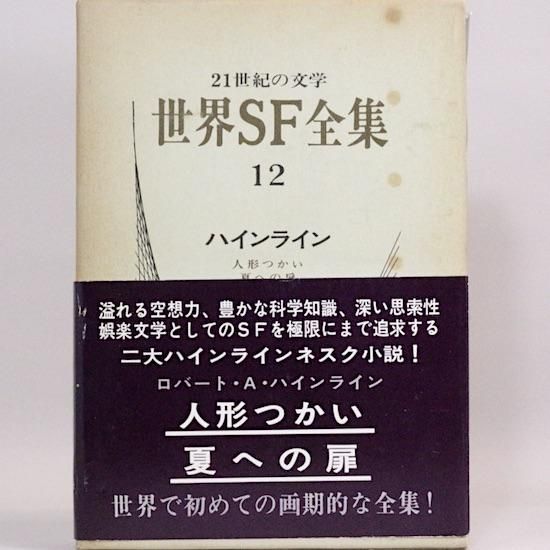 21世紀の文学
世界SF全集
12
ハインライン
人形つかい
夏への扉
溢れる空想力、豊かな科学知識、深い思索性
娯楽文学としてのSFを極限にまで追求する
二大ハインラインネスク小説！
ロバート・A・ハインライン
人形つかい
夏への扉
世界で初めての画期的な全集！